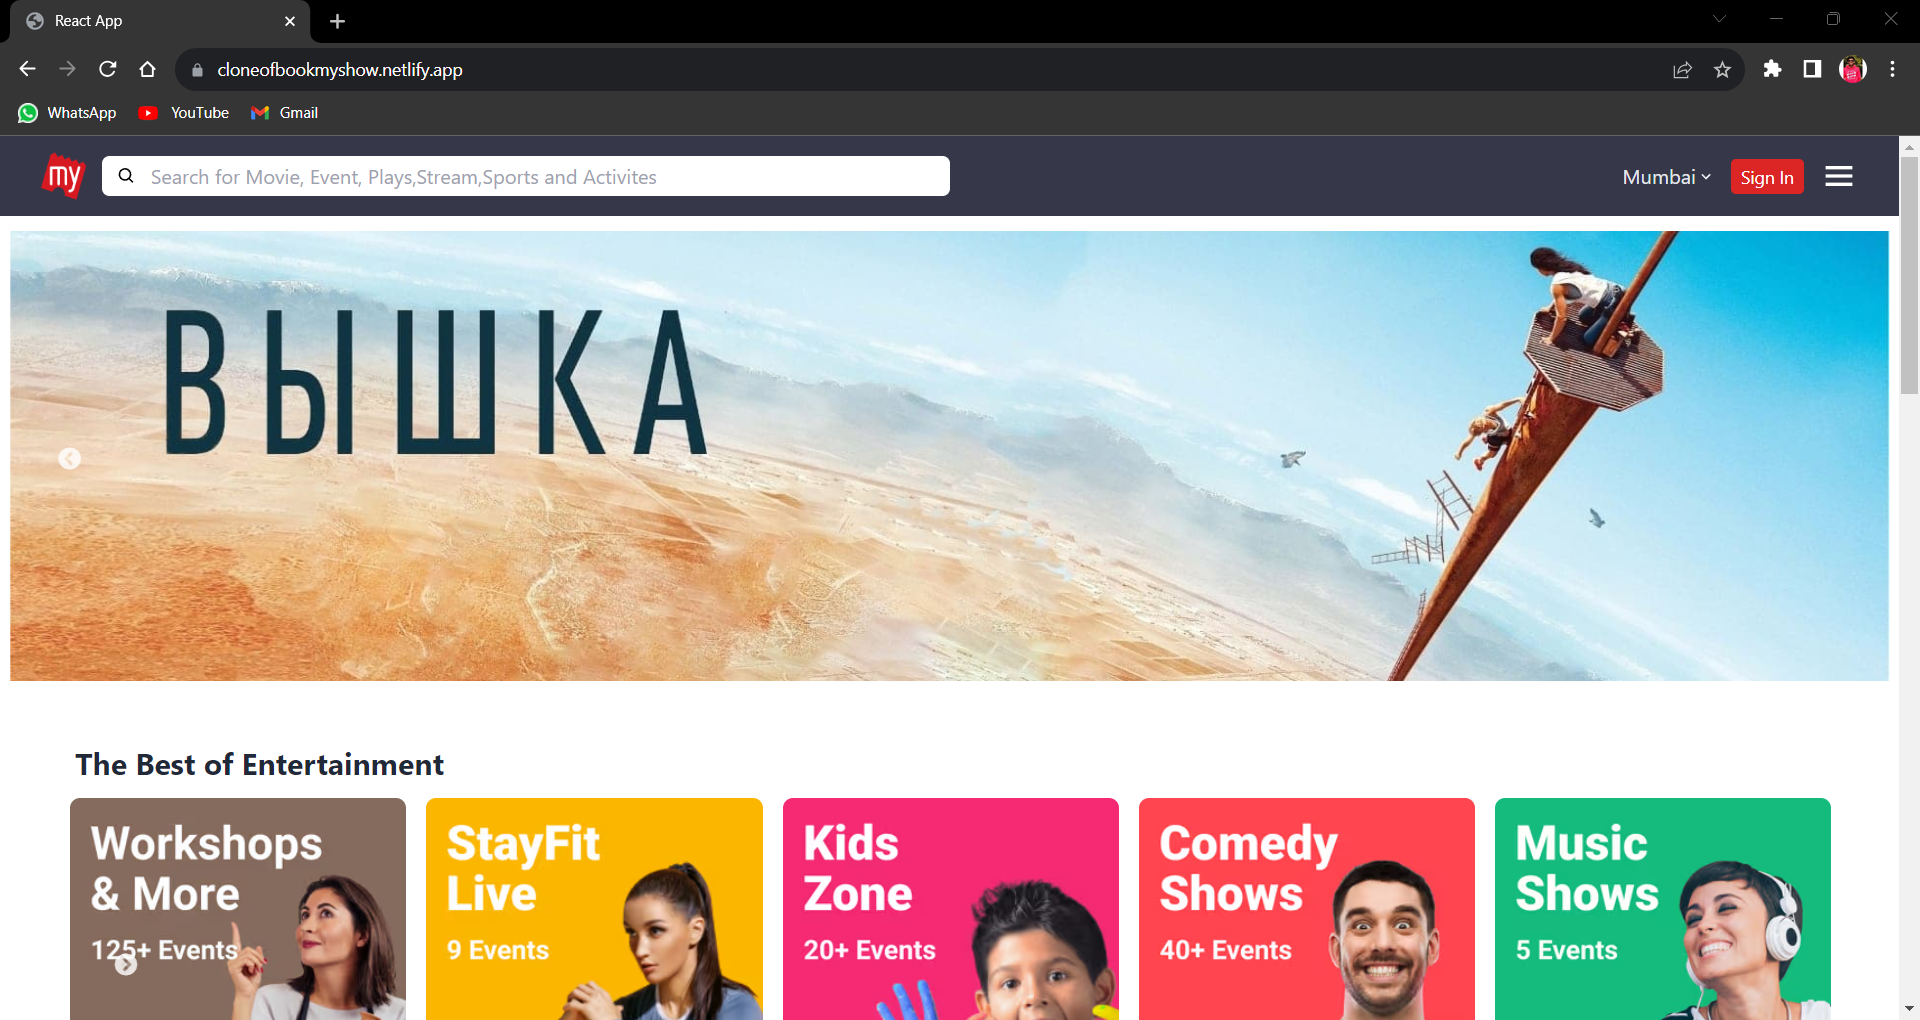 React App
cloneofbookmyshow.netlify.app
WhatsApp YouTube Gmail
my Search for Movie, Event, Plays,Stream,Sports and Activites Mumbai Sign In
ВЫШКА
The Best of Entertainment
Workshops
& More
125+ Events
StayFit
Live
9 Events
Kids
Zone
20+ Events
Comedy
Shows
40+ Events
Music
Shows
5 Events